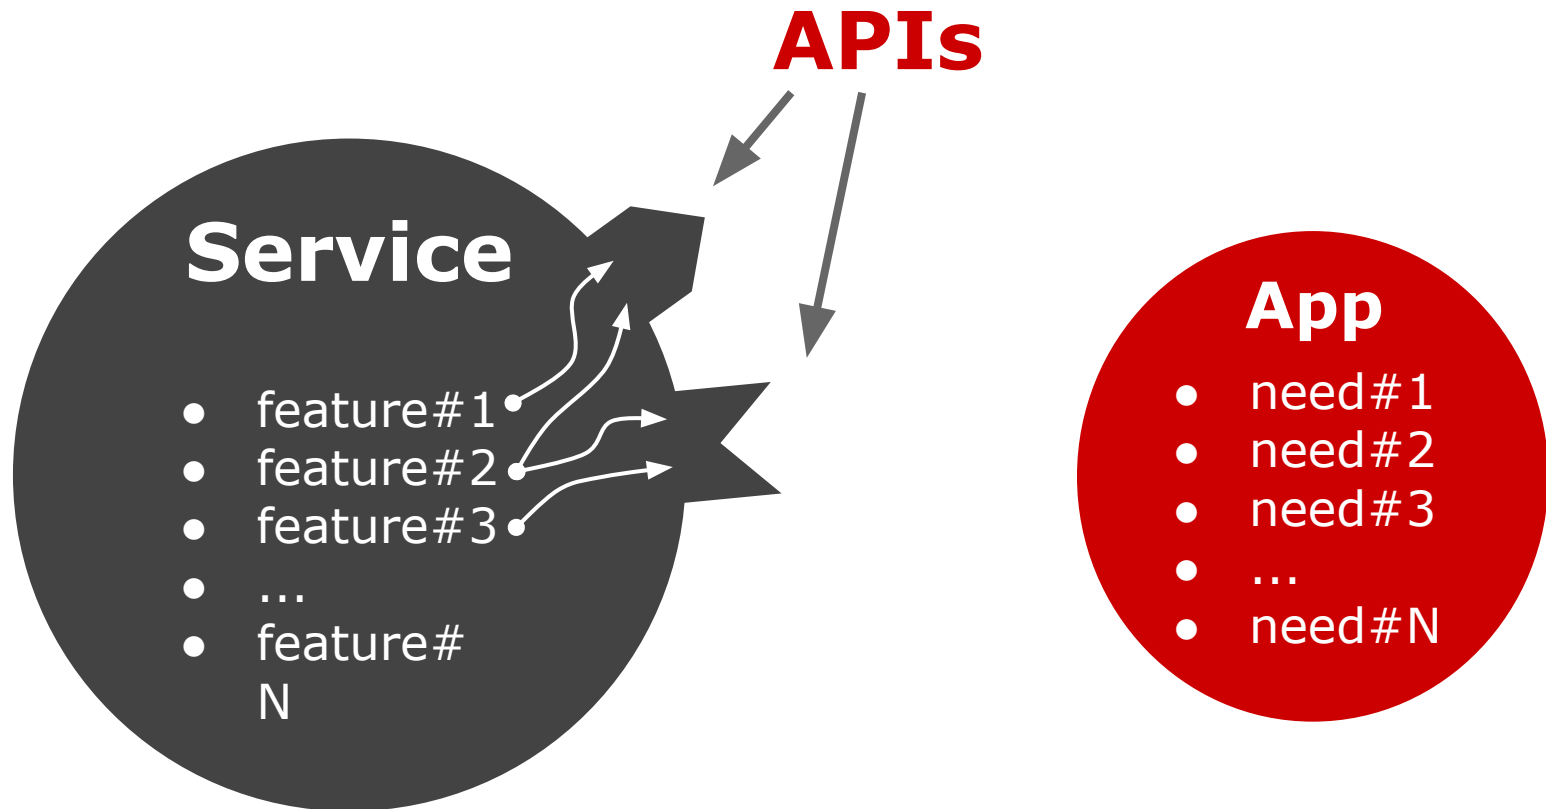 APIs
Service
● feature#1
● feature#2
● feature#3
● ...
● feature#
N
App
● need#1
● need#2
● need#3
● ...
● need#N